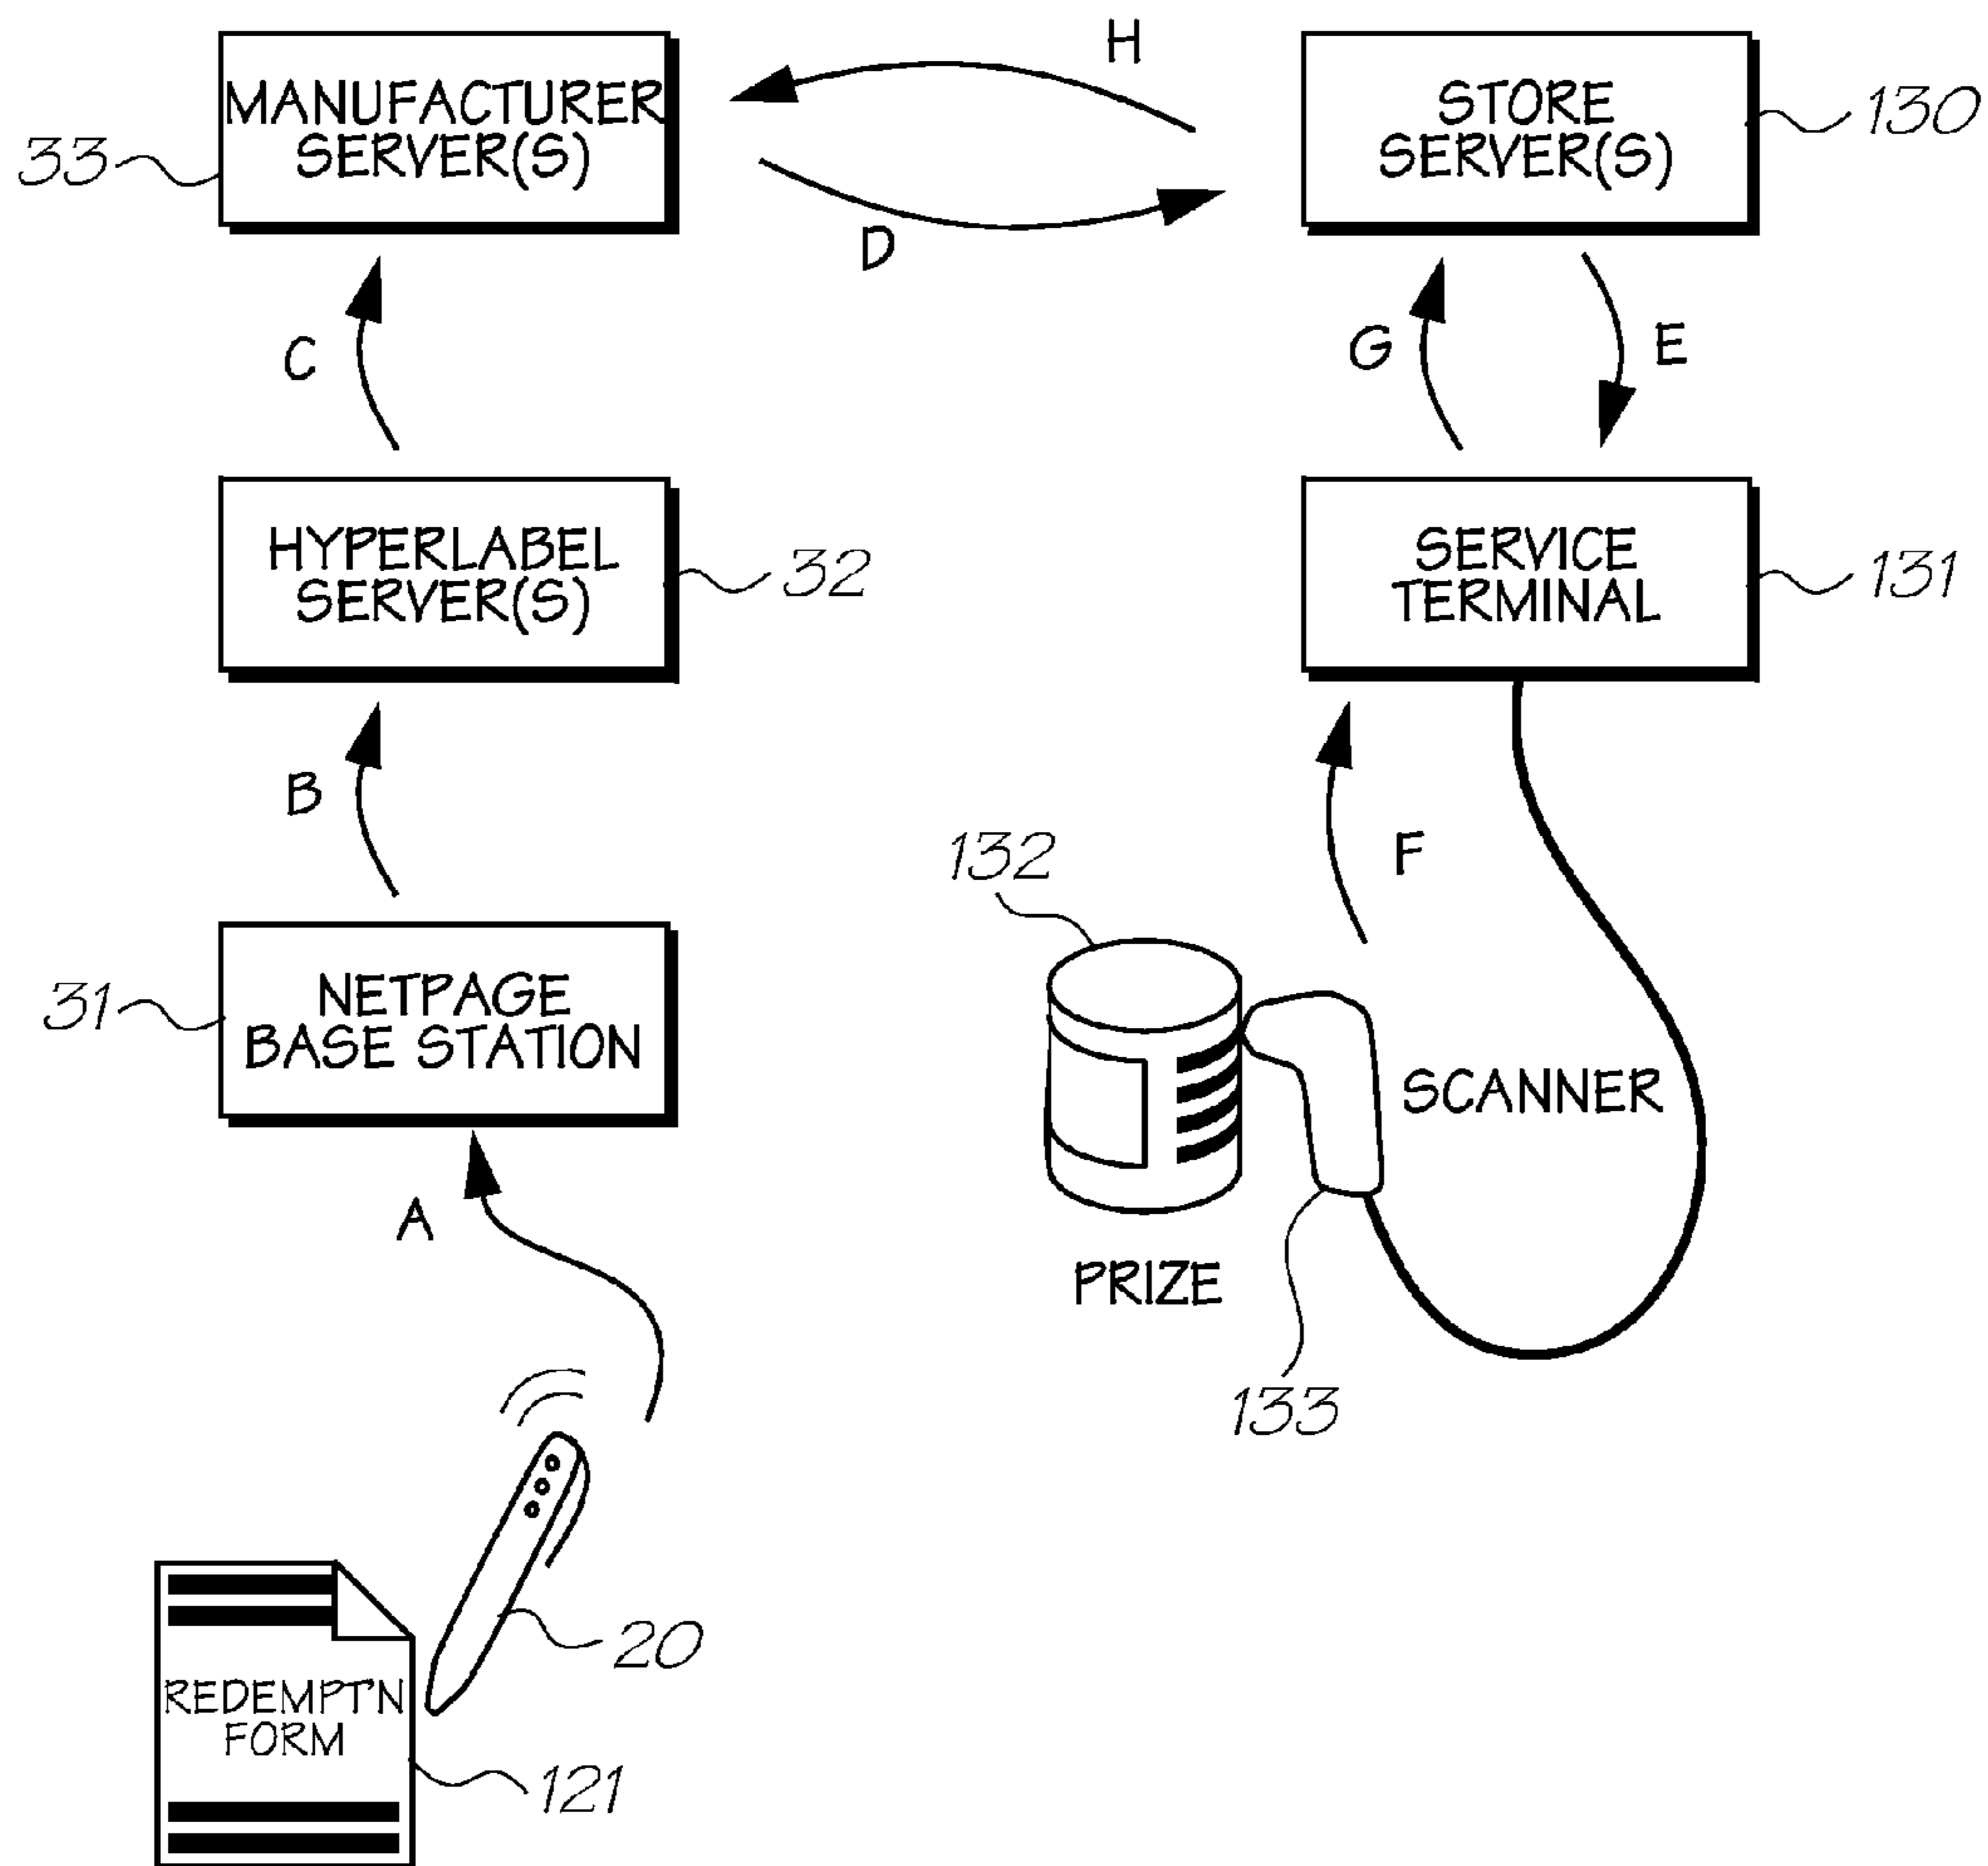 H
MANUFACTURER
SERVER(S)
33
D
STORE
SERVER(S)
130
C
G
E
HYPERLABEL
SERVER(S)
32
SERVICE
TERMINAL
131
B
F
132
NETPAGE
BASE STATION
31
SCANNER
A
PRIZE
133
20
REDEMPT'N
FORM
121